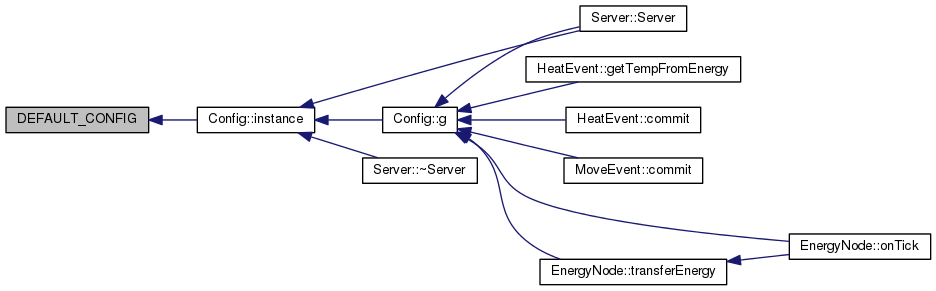 Server::Server
HeatEvent::getTempFromEnergy
DEFAULT_CONFIG
Config::instance
Config::g
HeatEvent::commit
Server::~Server
MoveEvent::commit
EnergyNode::onTick
EnergyNode::transferEnergy